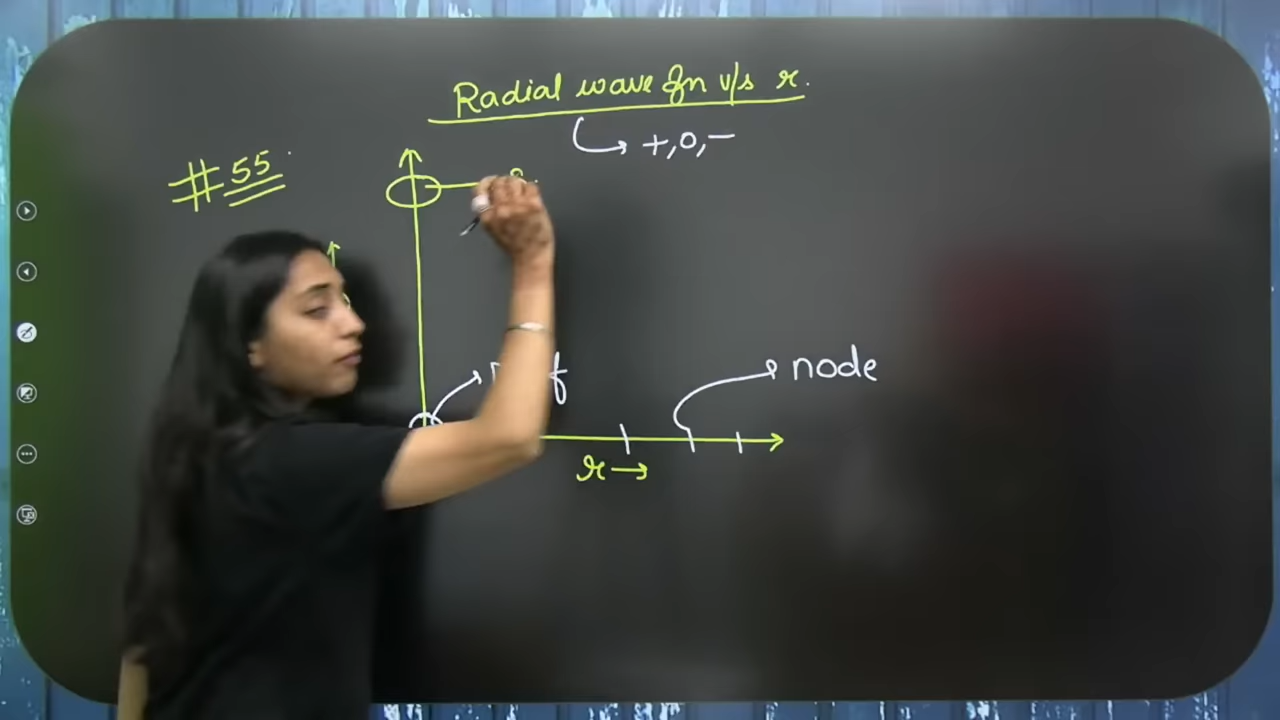 Radial wave fn v/s r.
+,0,-
#55
node
r→